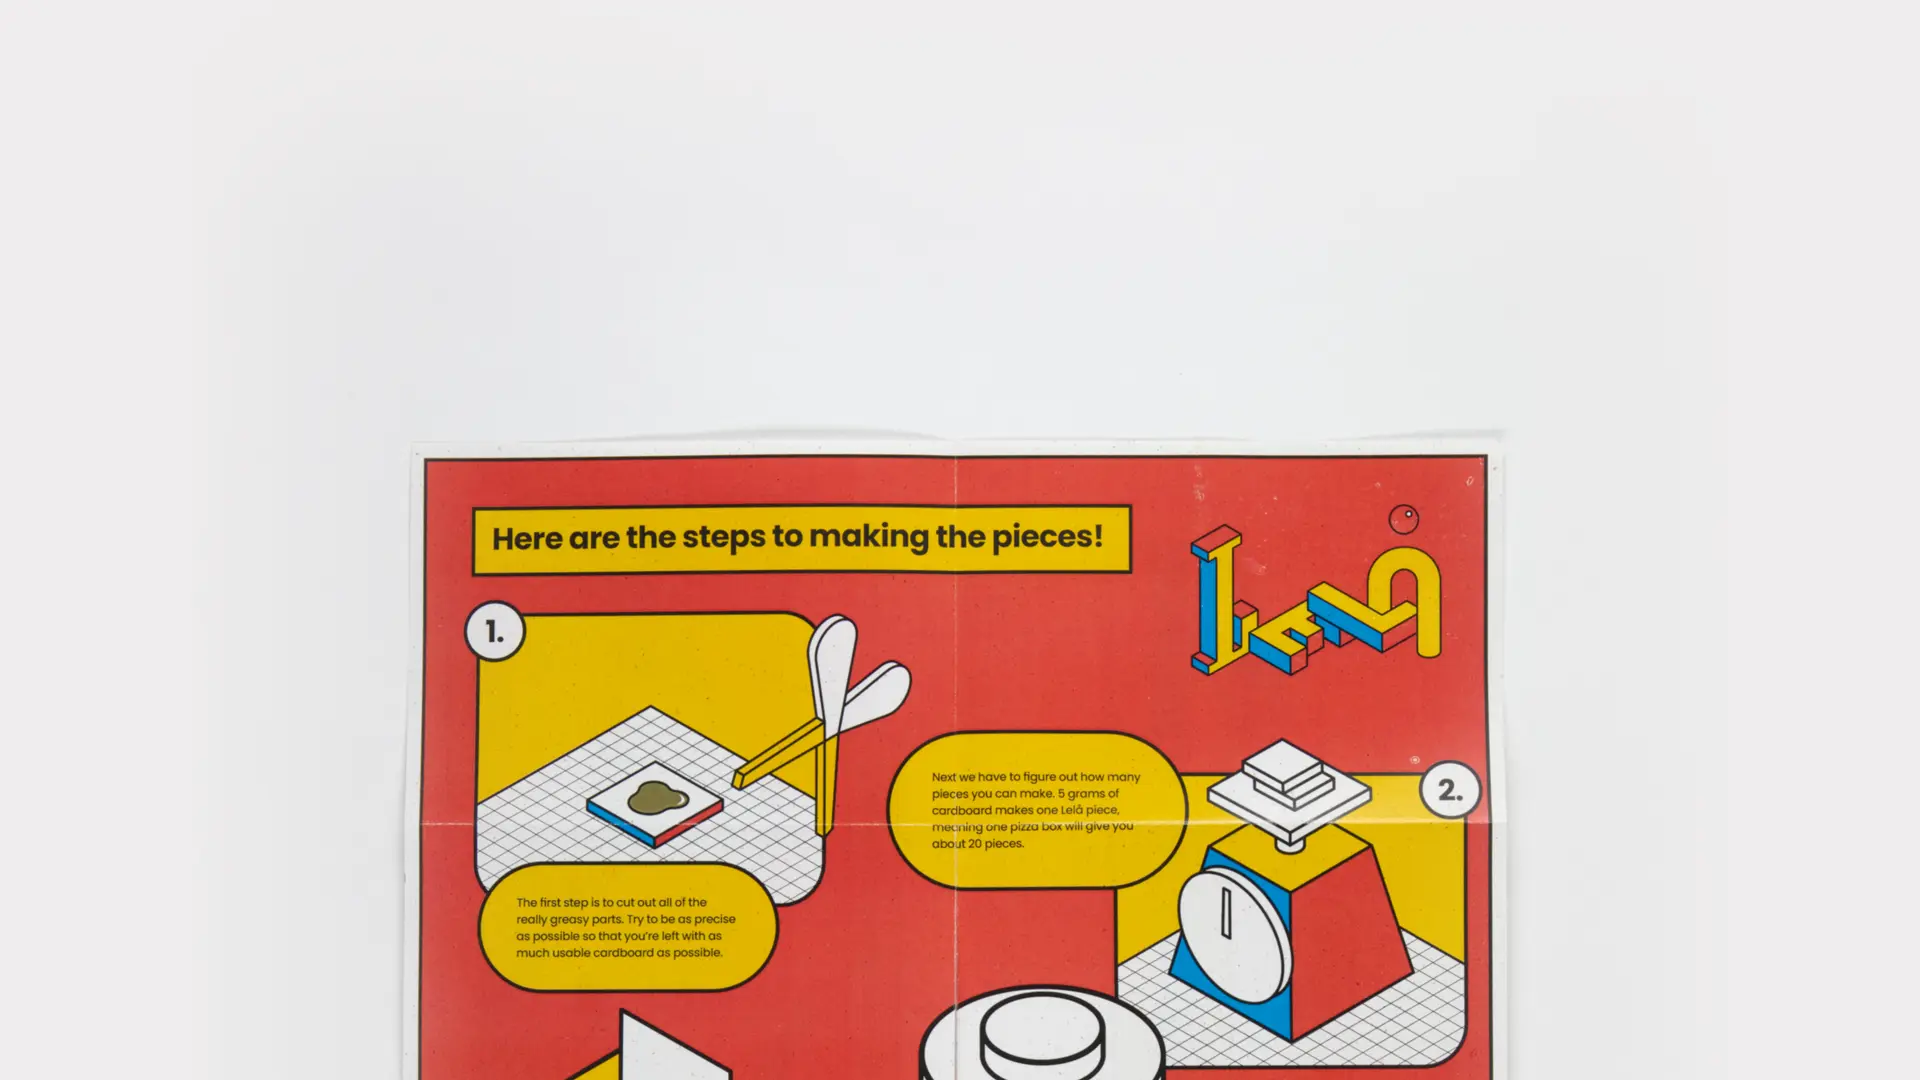 Here are the steps to making the pieces!
Lelå
1.
The first step is to cut out all of the
really greasy parts. Try to be as precise
as possible so that you're left with as
much usable cardboard as possible.
2.
Next we have to figure out how many
pieces you can make. 5 grams of
cardboard makes one Lelå piece,
meaning one pizza box will give you
about 20 pieces.